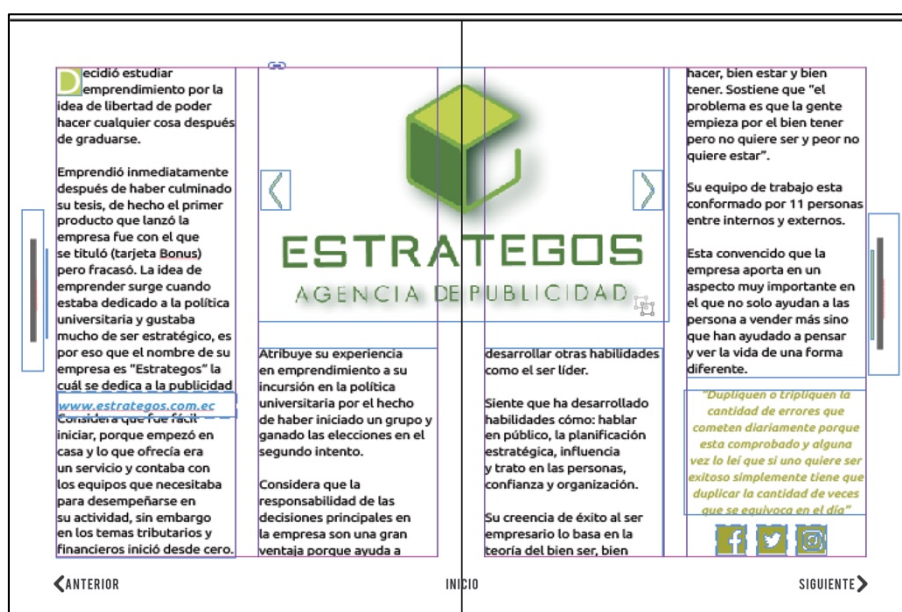 Decidió estudiar
emprendimiento por la
idea de libertad de poder
hacer cualquier cosa después
de graduarse.
Emprendió inmediatamente
después de haber culminado
su tesis, de hecho el primer
producto que lanzó la
empresa fue con el que
se tituló (tarjeta Bonus)
pero fracasó. La idea de
emprender surge cuando
estaba dedicado a la política
universitaria y gustaba
mucho de ser estratégico, es
por eso que el nombre de su
empresa es “Estrategos” la
cuál se dedica a la publicidad
www.estrategos.com.ec
Considera que fue fácil
iniciar, porque empezó en
casa y lo que ofrecía era
un servicio y contaba con
los equipos que necesitaba
para desempeñarse en
su actividad, sin embargo
en los temas tributarios y
financieros inició desde cero.
ESTRATEGOS
AGENCIA DE PUBLICIDAD
Atribuye su experiencia
en emprendimiento a su
incursión en la política
universitaria por el hecho
de haber iniciado un grupo y
ganado las elecciones en el
segundo intento.
Considera que la
responsabilidad de las
decisiones principales en
la empresa son una gran
ventaja porque ayuda a
desarrollar otras habilidades
como el ser líder.
Siente que ha desarrollado
habilidades cómo: hablar
en público, la planificación
estratégica, influencia
y trato en las personas,
confianza y organización.
Su creencia de éxito al ser
empresario lo basa en la
teoría del bien ser, bien
hacer, bien estar y bien
tener. Sostiene que “el
problema es que la gente
empieza por el bien tener
pero no quiere ser y peor no
quiere estar”.
Su equipo de trabajo esta
conformado por 11 personas
entre internos y externos.
Esta convencido que la
empresa aporta en un
aspecto muy importante en
el que no solo ayudan a las
persona a vender más sino
que han ayudado a pensar
y ver la vida de una forma
diferente.
“Dupliquen o tripliquen la
cantidad de errores que
cometen diariamente porque
esta comprobado y alguna
vez lo leí que si uno quiere ser
exitoso simplemente tiene que
duplicar la cantidad de veces
que se equivoca en el día”
ANTERIOR
INICIO
SIGUIENTE